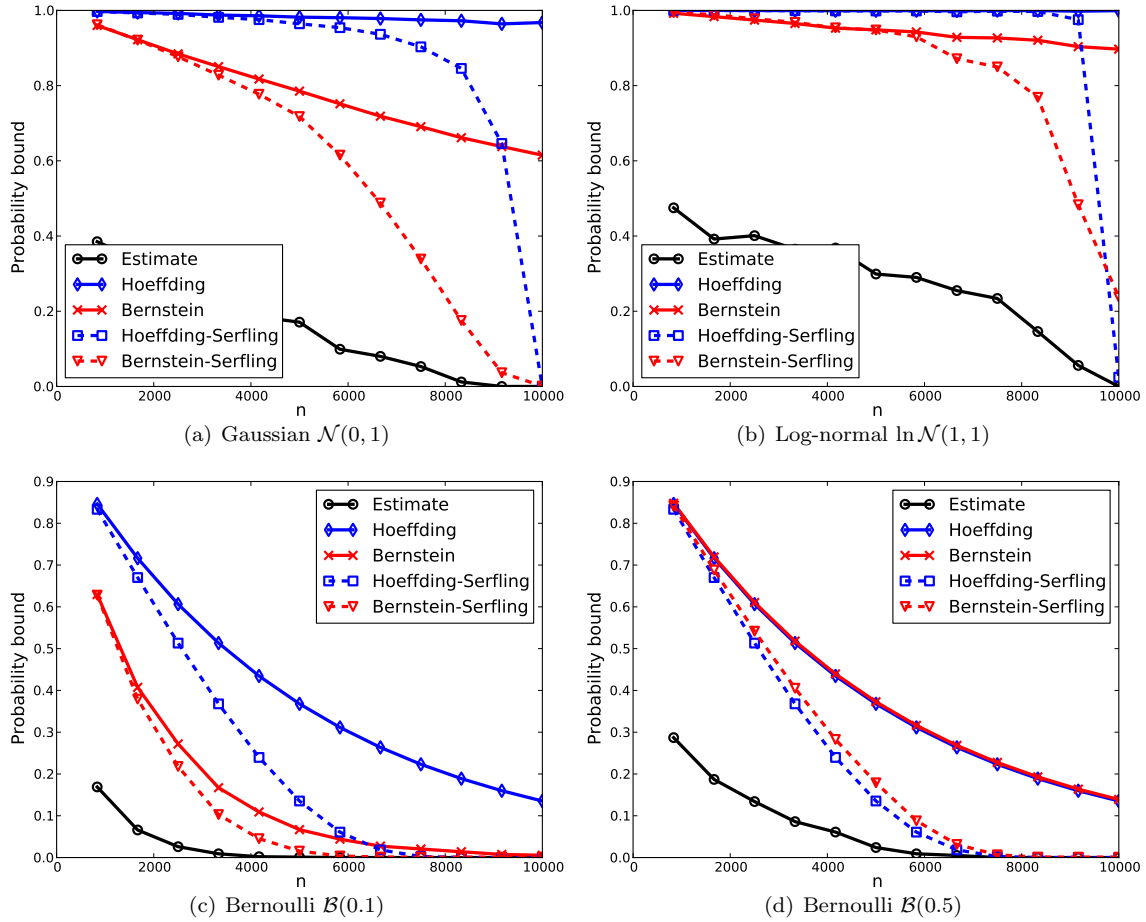 1.0
0.8
0.6
0.4
0.2
0.0
Probability bound
Estimate
Hoeffding
Bernstein
Hoeffding-Serfling
Bernstein-Serfling
2000 4000 6000 8000 10000
n
(a) Gaussian 𝒩(0, 1)
1.0
0.8
0.6
0.4
0.2
0.0
Probability bound
Estimate
Hoeffding
Bernstein
Hoeffding-Serfling
Bernstein-Serfling
2000 4000 6000 8000 10000
n
(b) Log-normal ln 𝒩(1, 1)
0.9
0.8
0.7
0.6
0.5
0.4
0.3
0.2
0.1
0.0
Probability bound
Estimate
Hoeffding
Bernstein
Hoeffding-Serfling
Bernstein-Serfling
0 2000 4000 6000 8000 10000
n
(c) Bernoulli ℬ(0.1)
0.9
0.8
0.7
0.6
0.5
0.4
0.3
0.2
0.1
0.0
Probability bound
Estimate
Hoeffding
Bernstein
Hoeffding-Serfling
Bernstein-Serfling
0 2000 4000 6000 8000 10000
n
(d) Bernoulli ℬ(0.5)